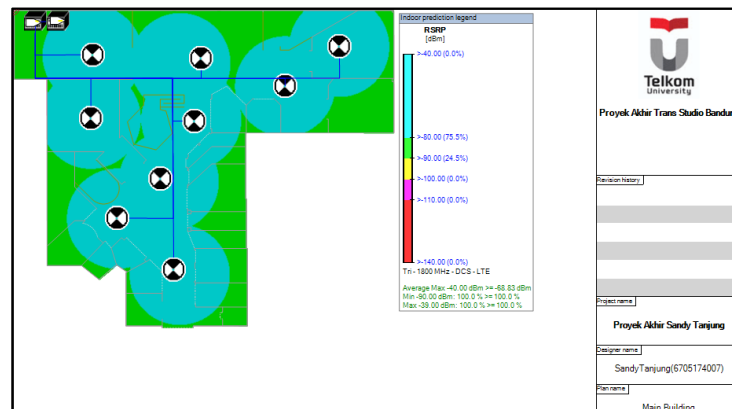 Indoor prediction legend
RSRP
[dBm]
>-40.00 (0.0%)
>-80.00 (75.5%)
>-90.00 (24.5%)
>-100.00 (0.0%)
>-110.00 (0.0%)
>-140.00 (0.0%)
Tri - 1800 MHz - DCS - LTE
Average Max -40.00 dBm >= -68.83 dBm
Min -90.00 dBm: 100.0 % >= 100.0 %
Max -39.00 dBm: 100.0 % >= 100.0 %
Telkom
University
Proyek Akhir Trans Studio Bandun
Revision history
Project name
Proyek Akhir Sandy Tanjung
Designer name
SandyTanjung(6705174007)
Plan name
Main Building